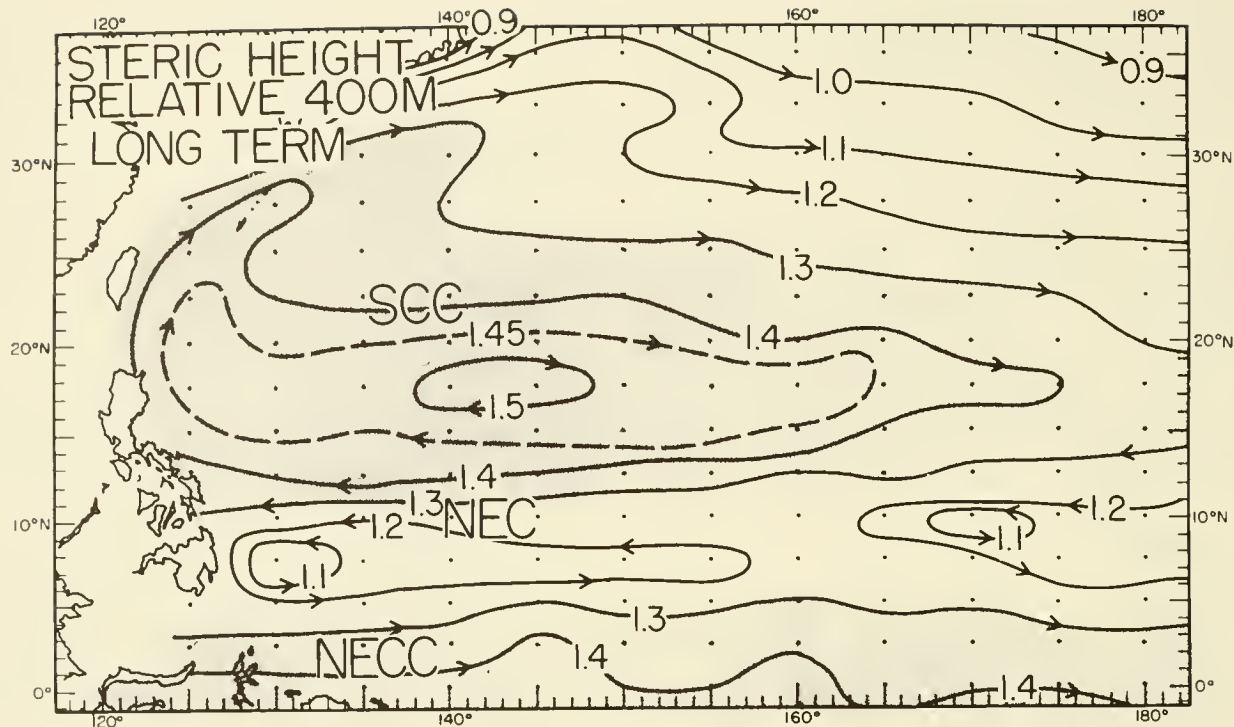 120° 140° 160° 180°
0.9
STERIC HEIGHT
0.9
RELATIVE 400M
1.0
LONG TERM
1.1
30°N 30°N
1.2
1.3
SCC
1.45 1.4
20°N 20°N
1.5
1.4
1.3 NEC 1.2
1.2
10°N 10°N
1.1
1.1
1.3
NECC 1.4
0° 1.4 0°
120° 140° 160° 180°